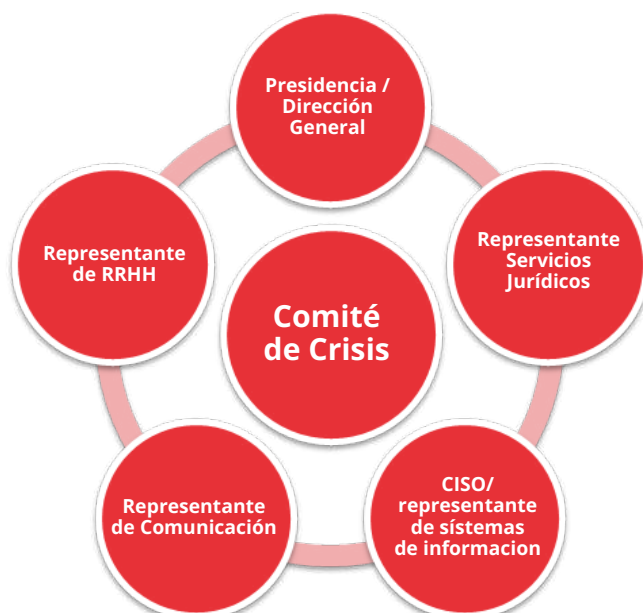 Presidencia /
Dirección
General
Representante
Servicios
Jurídicos
CISO/
representante
de sístemas
de informacion
Representante
de Comunicación
Representante
de RRHH
Comité
de Crisis